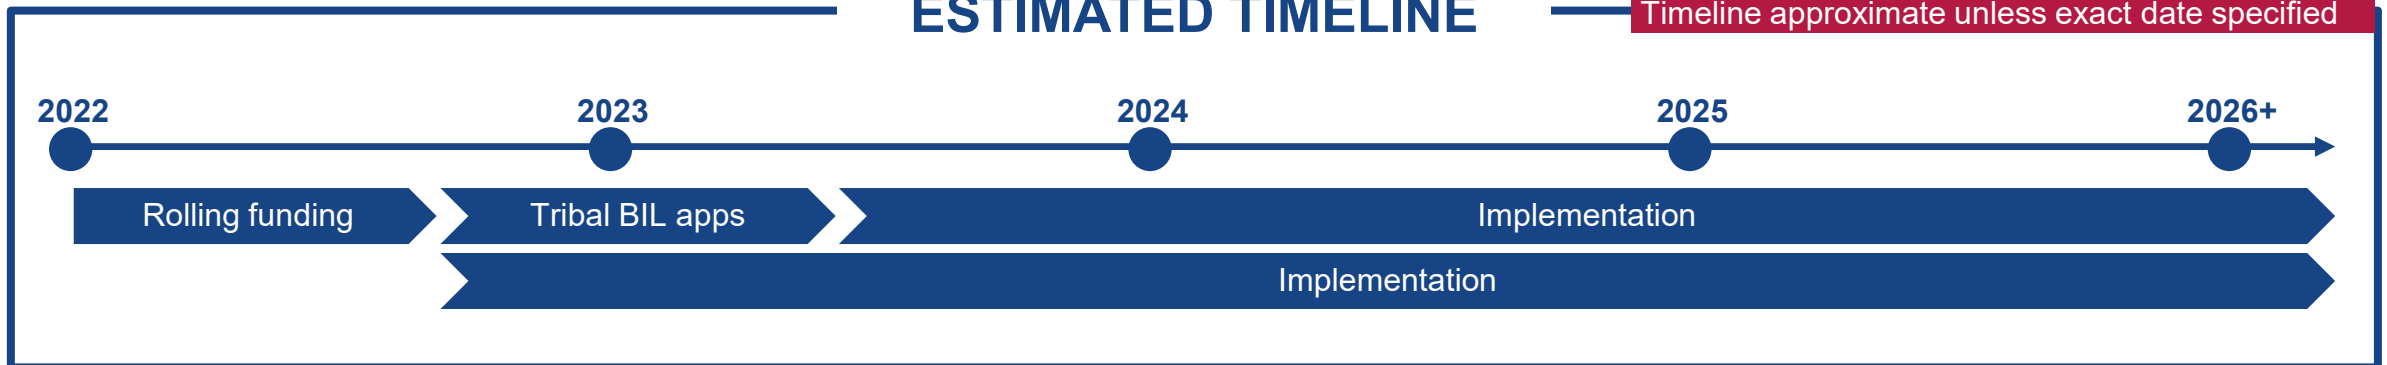 ESTIMATED TIMELINE
Timeline approximate unless exact date specified
2022 2023 2024 2025 2026+
Rolling funding Tribal BIL apps Implementation
Implementation